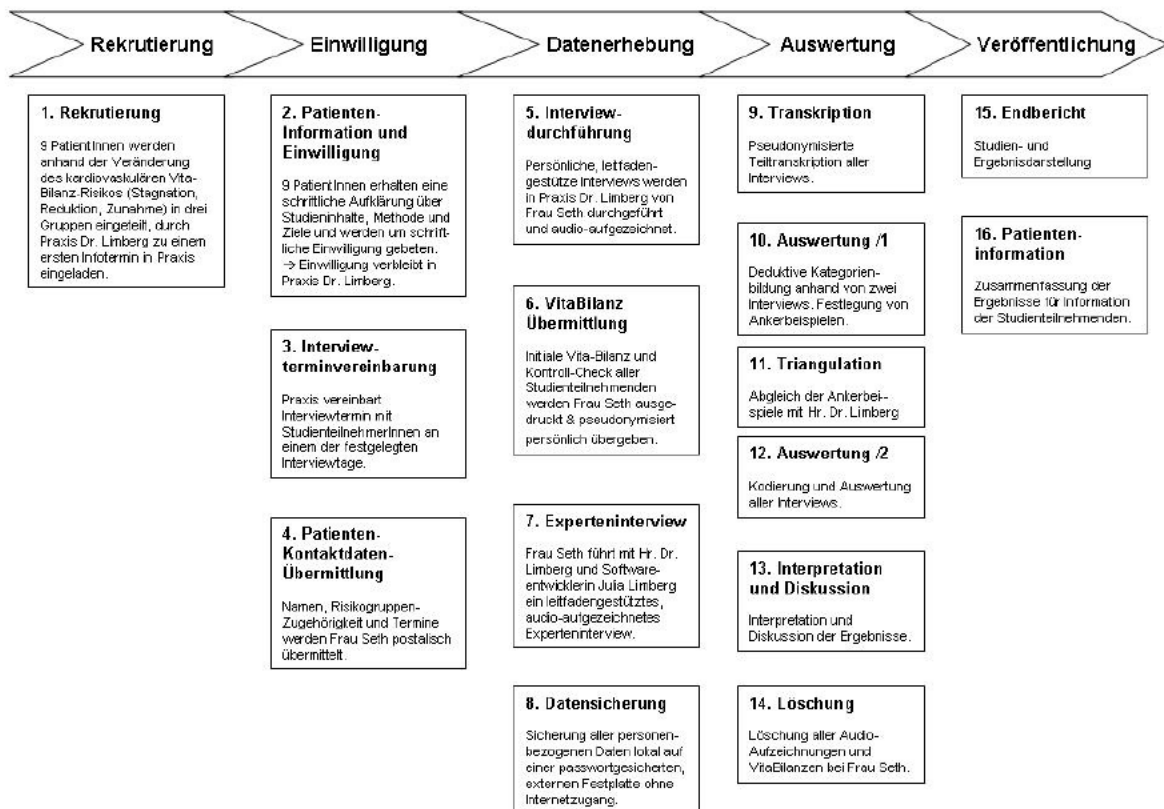 Rekrutierung
Einwilligung
Datenerhebung
Auswertung
Veröffentlichung
1. Rekrutierung
9 PatientInnen werden
anhand der Veränderung
des kardiovaskulären Vita-
Bilanz-Risikos (Stagnation,
Reduktion, Zunahme) in drei
Gruppen eingeteilt, durch
Praxis Dr. Limberg zu einem
ersten Infotermin in Praxis
eingeladen.
2. Patienten-
Information und
Einwilligung
9 PatientInnen erhalten eine
schriftliche Aufklärung über
Studieninhalte, Methode und
Ziele und werden um schrift-
liche Einwilligung gebeten.
→ Einwilligung verbleibt in
Praxis Dr. Limberg.
3. Interview-
terminvereinbarung
Praxis vereinbart
Interviewtermin mit
StudienteilnehmerInnen an
einem der festgelegten
Interviewtage.
4. Patienten-
Kontaktdaten-
Übermittlung
Namen, Risikogruppen-
Zugehörigkeit und Termine
werden Frau Seth postalisch
übermittelt.
5. Interview-
durchführung
Persönliche, leitfaden-
gestütze Interviews werden
in Praxis Dr. Limberg von
Frau Seth durchgeführt
und audio-aufgezeichnet.
6. VitaBilanz
Übermittlung
Initiale Vita-Bilanz und
Kontroll-Check aller
Studienteilnehmenden
werden Frau Seth ausge-
druckt & pseudonymisiert
persönlich übergeben.
7. Experteninterview
Frau Seth führt mit Hr. Dr.
Limberg und Software-
entwicklerin Julia Limberg
ein leitfadengestütztes,
audio-aufgezeichnetes
Experteninterview.
8. Datensicherung
Sicherung aller personen-
bezogenen Daten lokal auf
einer passwortgesicherten,
externen Festplatte ohne
Internetzugang.
9. Transkription
Pseudonymisierte
Teiltranskription aller
Interviews.
10. Auswertung /1
Deduktive Kategorien-
bildung anhand von zwei
Interviews. Festlegung von
Ankerbeispielen.
11. Triangulation
Abgleich der Ankerbei-
spiele mit Hr. Dr. Limberg
12. Auswertung /2
Kodierung und Auswertung
aller Interviews.
13. Interpretation
und Diskussion
Interpretation und
Diskussion der Ergebnisse.
14. Löschung
Löschung aller Audio-
Aufzeichnungen und
VitaBilanzen bei Frau Seth.
15. Endbericht
Studien- und
Ergebnisdarstellung
16. Patienten-
information
Zusammenfassung der
Ergebnisse für Information
der Studienteilnehmenden.